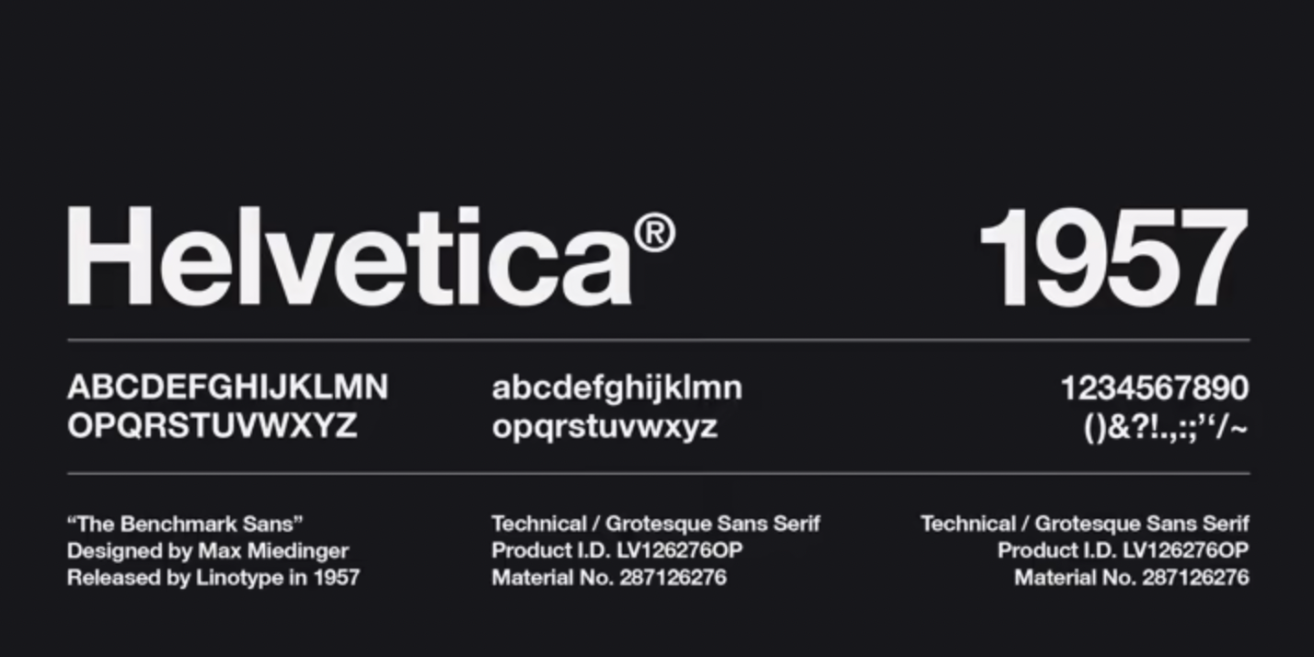 Helvetica® 1957
ABCDEFGHIJKLMN
OPQRSTUVWXYZ
abcdefghijklmn
opqrstuvwxyz
1234567890
()&?!.,:;’‘/~
“The Benchmark Sans”
Designed by Max Miedinger
Released by Linotype in 1957
Technical / Grotesque Sans Serif
Product I.D. LV126276OP
Material No. 287126276
Technical / Grotesque Sans Serif
Product I.D. LV126276OP
Material No. 287126276